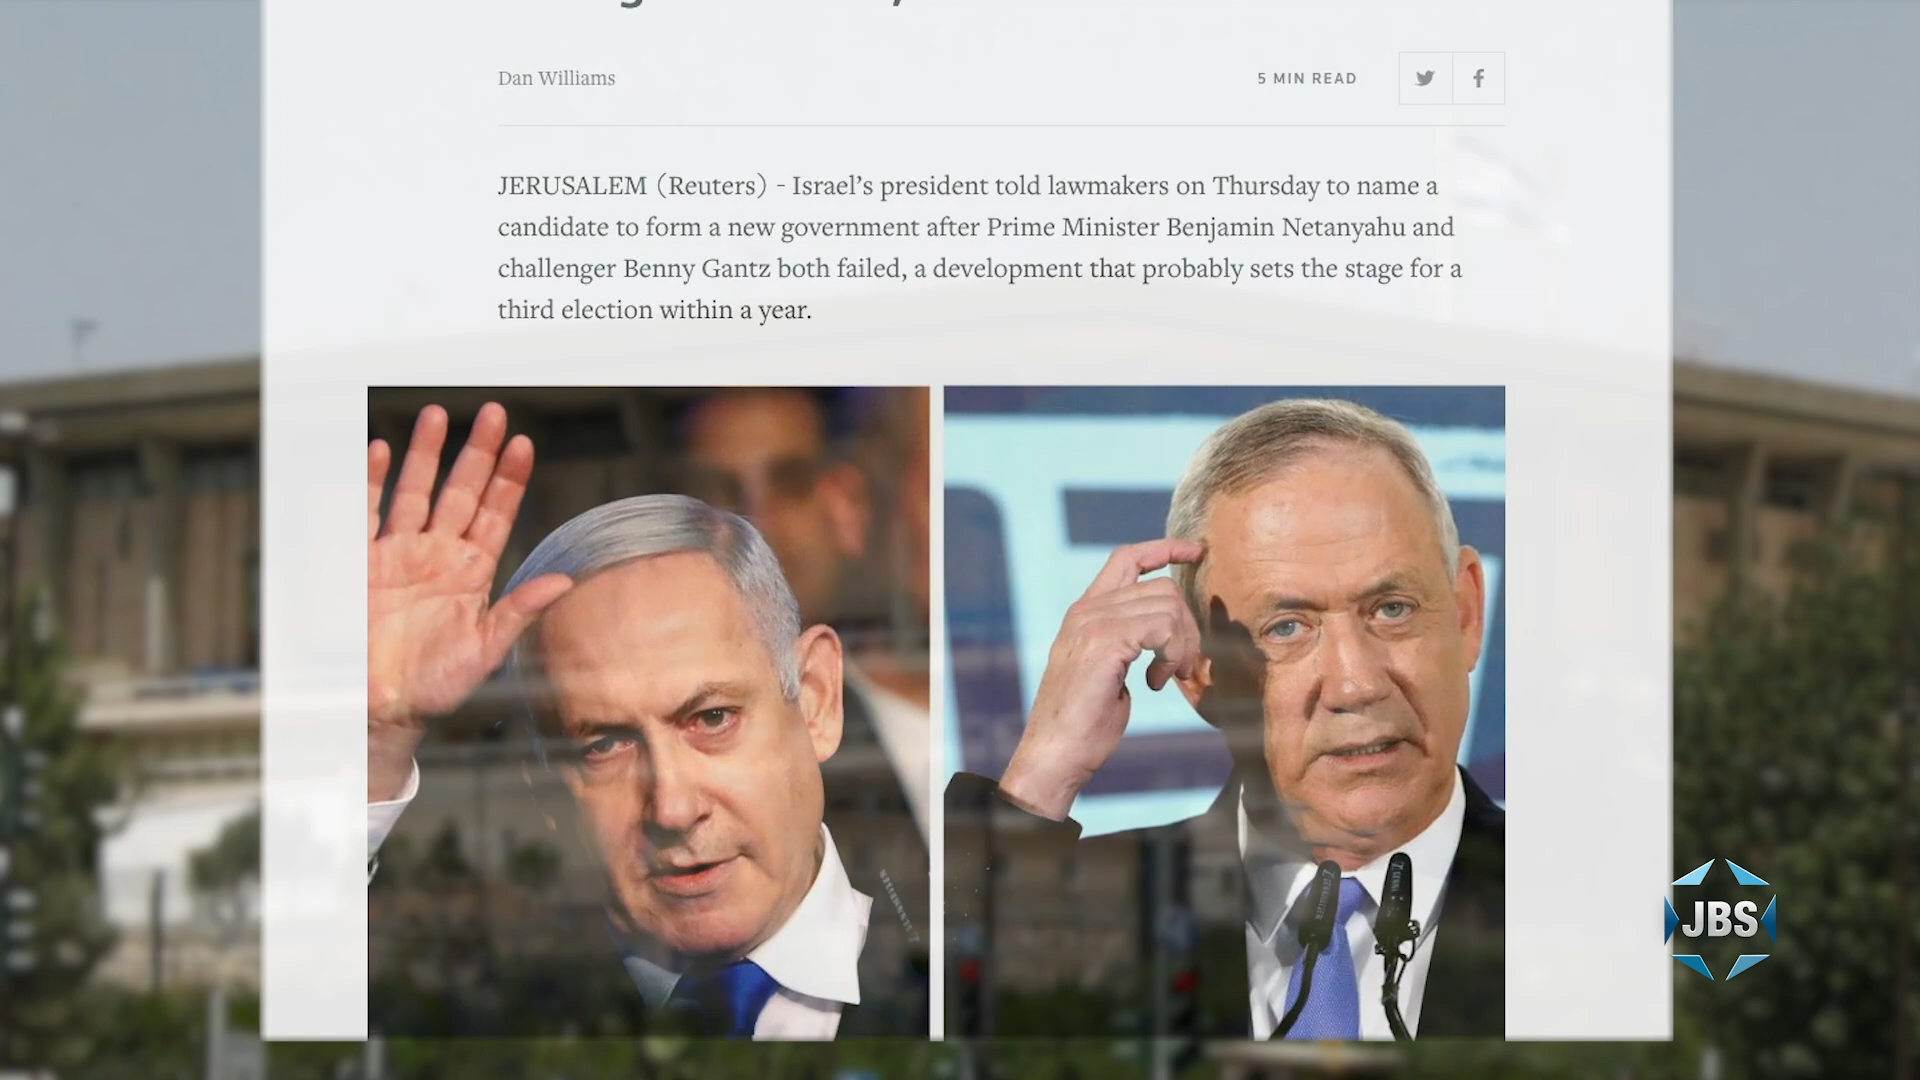 Dan Williams
5 MIN READ
JERUSALEM (Reuters) - Israel’s president told lawmakers on Thursday to name a
candidate to form a new government after Prime Minister Benjamin Netanyahu and
challenger Benny Gantz both failed, a development that probably sets the stage for a
third election within a year.
JBS